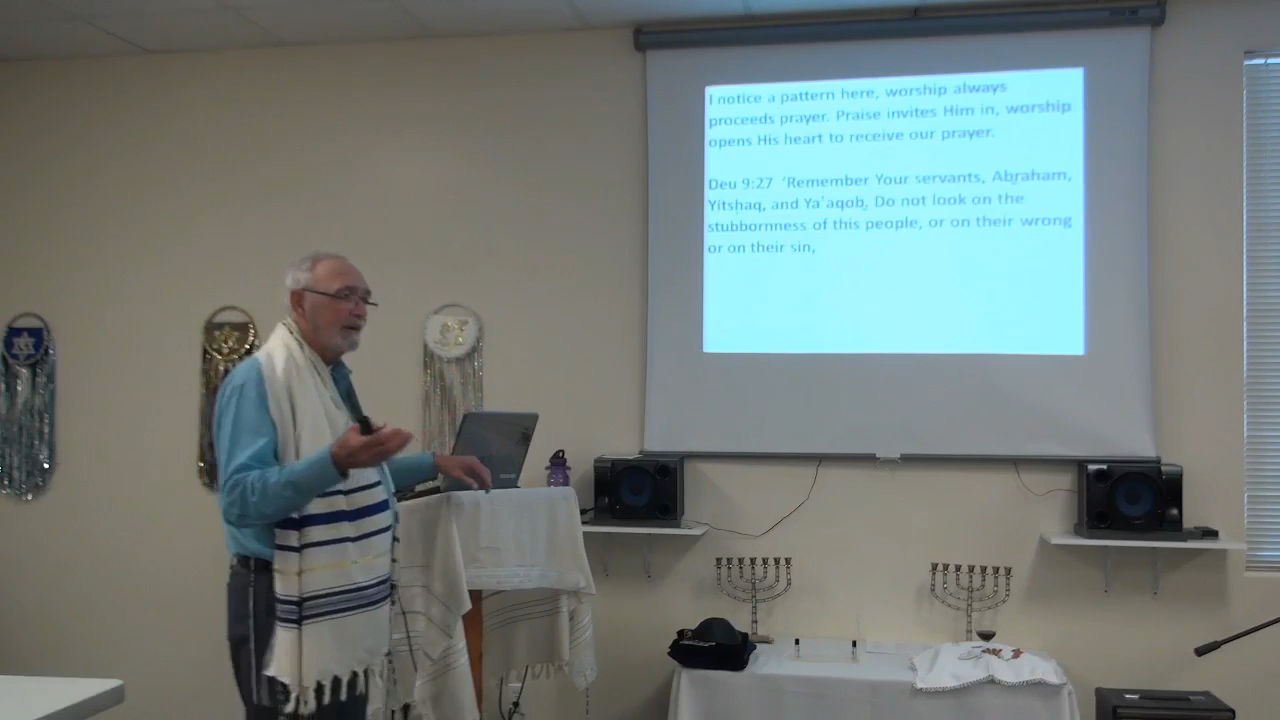 I notice a pattern here, worship always
proceeds prayer. Praise invites Him in, worship
opens His heart to receive our prayer.
Deu 9:27 ‘Remember Your servants, Aḇraham,
Yitsḥaq, and Ya‛aqoḇ. Do not look on the
stubbornness of this people, or on their wrong
or on their sin,